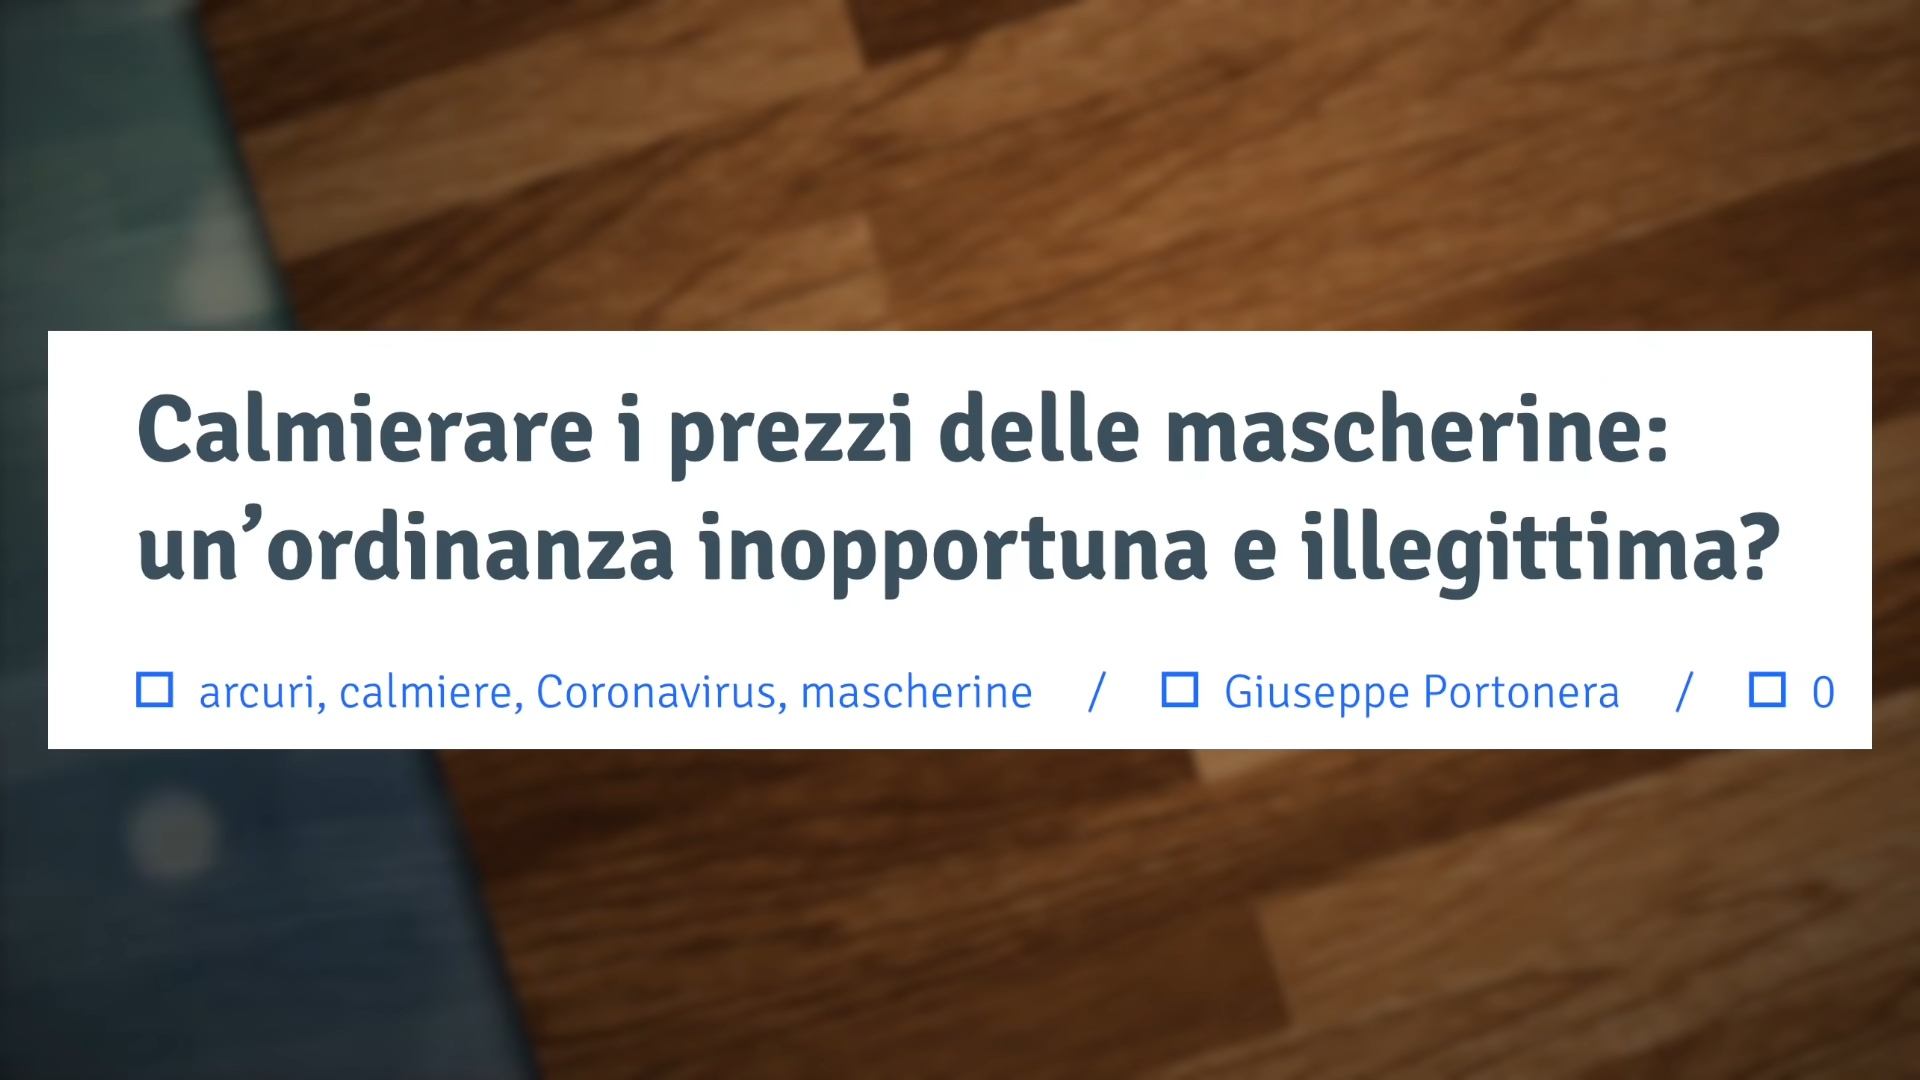 Calmierare i prezzi delle mascherine:
un’ordinanza inopportuna e illegittima?
arcuri, calmiere, Coronavirus, mascherine / Giuseppe Portonera / 0